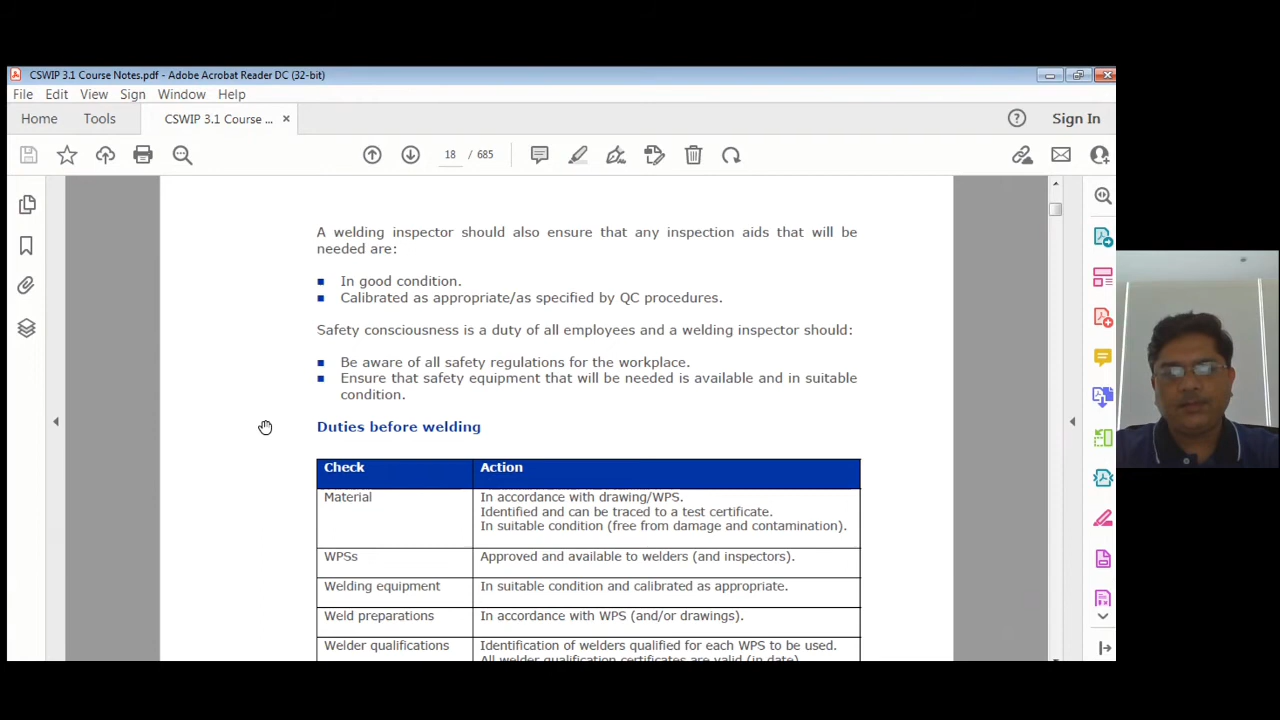 CSWIP 3.1 Course Notes.pdf - Adobe Acrobat Reader DC (32-bit)
File Edit View Sign Window Help
Home Tools CSWIP 3.1 Course ... × Sign In
18 / 685
A welding inspector should also ensure that any inspection aids that will be
needed are:
In good condition.
Calibrated as appropriate/as specified by QC procedures.
Safety consciousness is a duty of all employees and a welding inspector should:
Be aware of all safety regulations for the workplace.
Ensure that safety equipment that will be needed is available and in suitable
condition.
Duties before welding
Check Action
Material In accordance with drawing/WPS.
Identified and can be traced to a test certificate.
In suitable condition (free from damage and contamination).
WPSs Approved and available to welders (and inspectors).
Welding equipment In suitable condition and calibrated as appropriate.
Weld preparations In accordance with WPS (and/or drawings).
Welder qualifications Identification of welders qualified for each WPS to be used.
All welder qualification certificates are valid (in date)